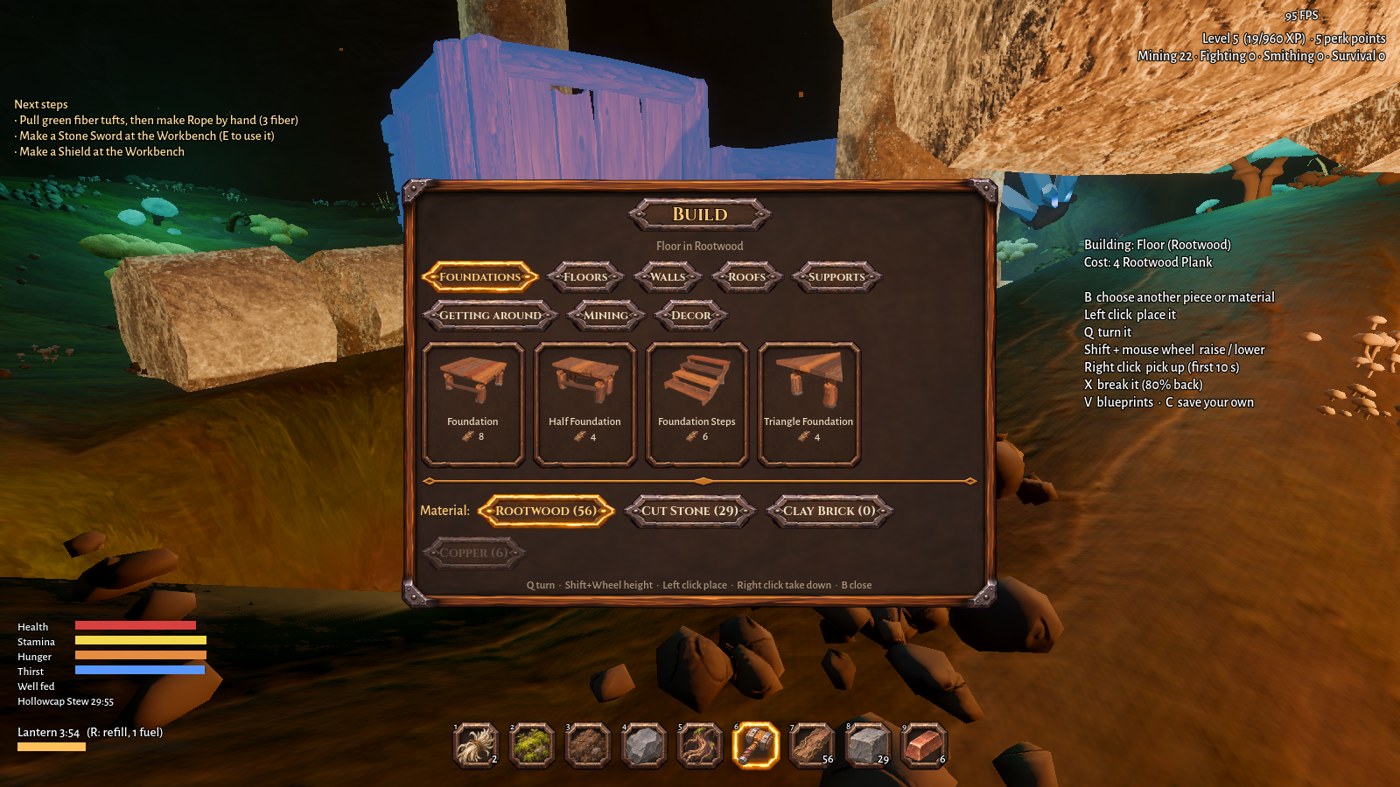 95 FPS
Level 5 (19/960 XP) · 5 perk points
Mining 22 · Fighting 0 · Smithing 0 · Survival 0
Next steps
· Pull green fiber tufts, then make Rope by hand (3 fiber)
· Make a Stone Sword at the Workbench (E to use it)
· Make a Shield at the Workbench
Build
Floor in Rootwood
Foundations Floors Walls Roofs Supports
Getting around Mining Decor
Foundation Half Foundation Foundation Steps Triangle Foundation
8 4 6 4
Material: Rootwood (56) Cut Stone (29) Clay Brick (0)
Copper (6)
Q turn · Shift+Wheel height · Left click place · Right click take down · B close
Building: Floor (Rootwood)
Cost: 4 Rootwood Plank
B choose another piece or material
Left click place it
Q turn it
Shift + mouse wheel raise / lower
Right click pick up (first 10 s)
X break it (80% back)
V blueprints · C save your own
Health
Stamina
Hunger
Thirst
Well fed
Hollowcap Stew 29:55
Lantern 3:54 (R: refill, 1 fuel)
1 2 3 4 5 6 7 8 9
2 56 29 6